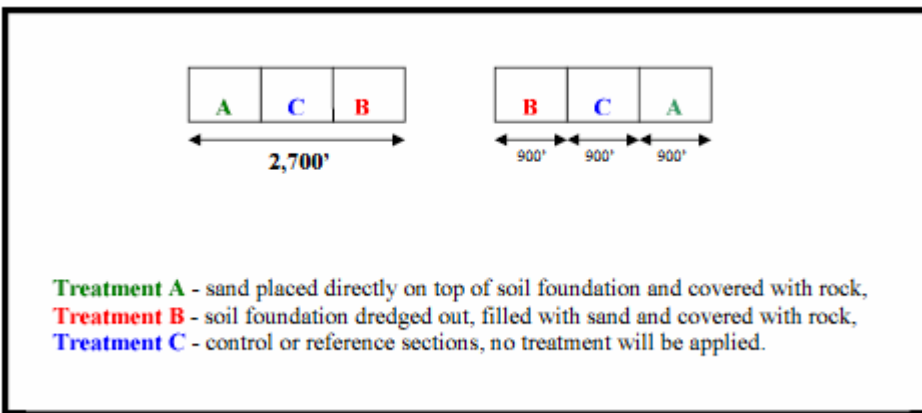 A C B B C A
2,700’ 900’ 900’ 900’
Treatment A - sand placed directly on top of soil foundation and covered with rock,
Treatment B - soil foundation dredged out, filled with sand and covered with rock,
Treatment C - control or reference sections, no treatment will be applied.